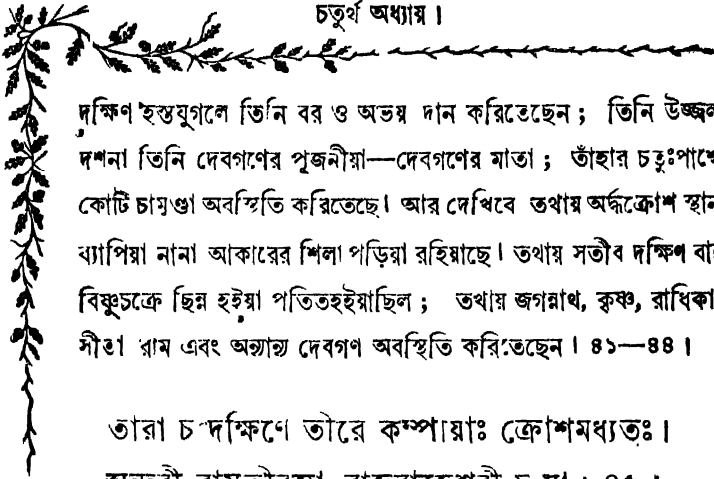 চতুর্থ অধ্যায়।
দক্ষিণ হস্তযুগলে তিনি বর ও অভয় দান করিতেছেন; তিনি উজ্জ্বল
দশনা তিনি দেবগণের পূজনীয়া—দেবগণের মাতা; তাঁহার চতুঃপার্শ্বে
কোটি চামুণ্ডা অবস্থিতি করিতেছে। আর দেখিবে তথায় অর্দ্ধক্রোশ স্থান
ব্যাপিয়া নানা আকারের শিলা পড়িয়া রহিয়াছে। তথায় সতীব দক্ষিণ
বিষ্ণুচক্রে ছিন্ন হইয়া পতিতহইয়াছিল; তথায় জগন্নাথ, কৃষ্ণ, রাধিকা
সীতা রাম এবং অন্যান্য দেবগণ অবস্থিতি করিতেছেন। ৪১—৪৪।
তারা চ দক্ষিণে তীরে কম্পায়াঃ ক্রোশমধ্যতঃ।